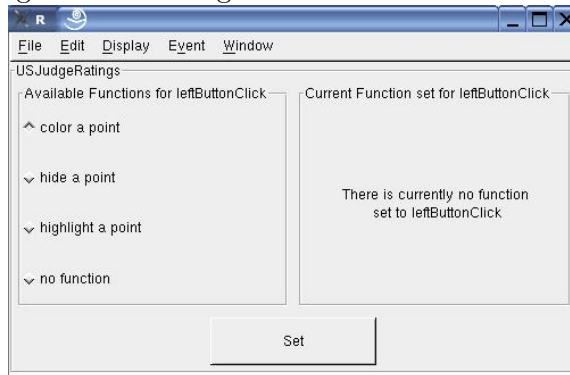 R
File Edit Display Event Window
USJudgeRatings
Available Functions for leftButtonClick
color a point
hide a point
highlight a point
no function
Current Function set for leftButtonClick
There is currently no function
set to leftButtonClick
Set